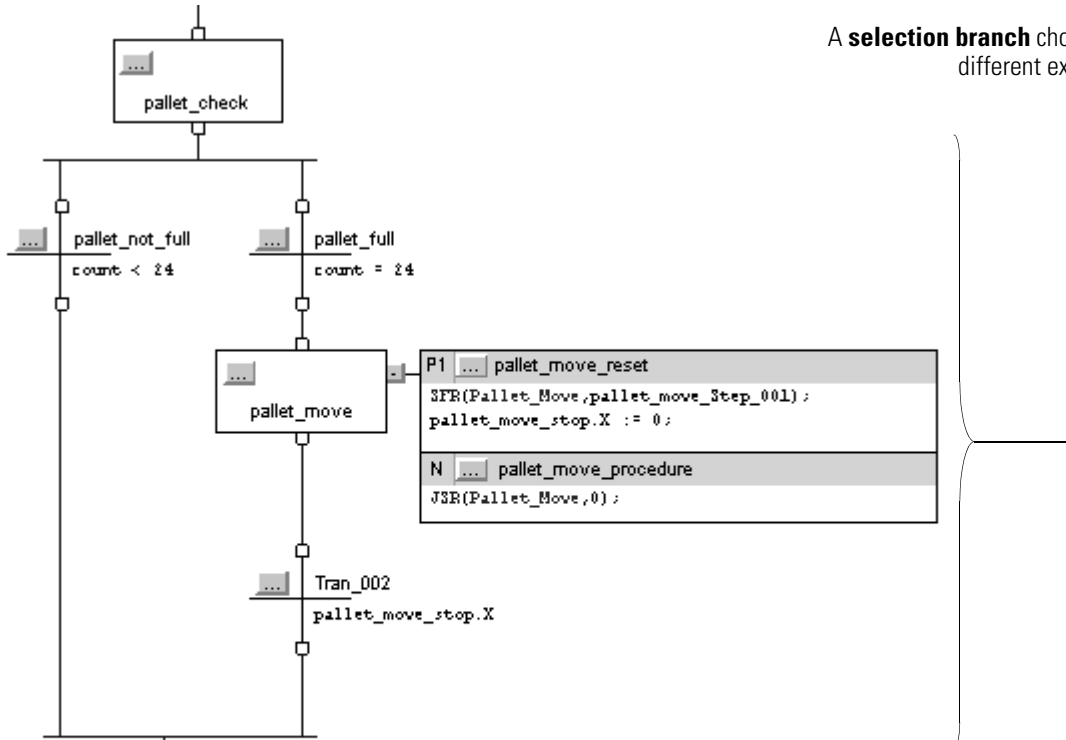 A selection branch cho
different ex
...
pallet_check
... pallet_not_full
count < 24
... pallet_full
count = 24
...
pallet_move
- P1 ... pallet_move_reset
SFR(Pallet_Move,pallet_move_Step_001);
pallet_move_stop.X := 0;
N ... pallet_move_procedure
JSR(Pallet_Move,0);
... Tran_002
pallet_move_stop.X